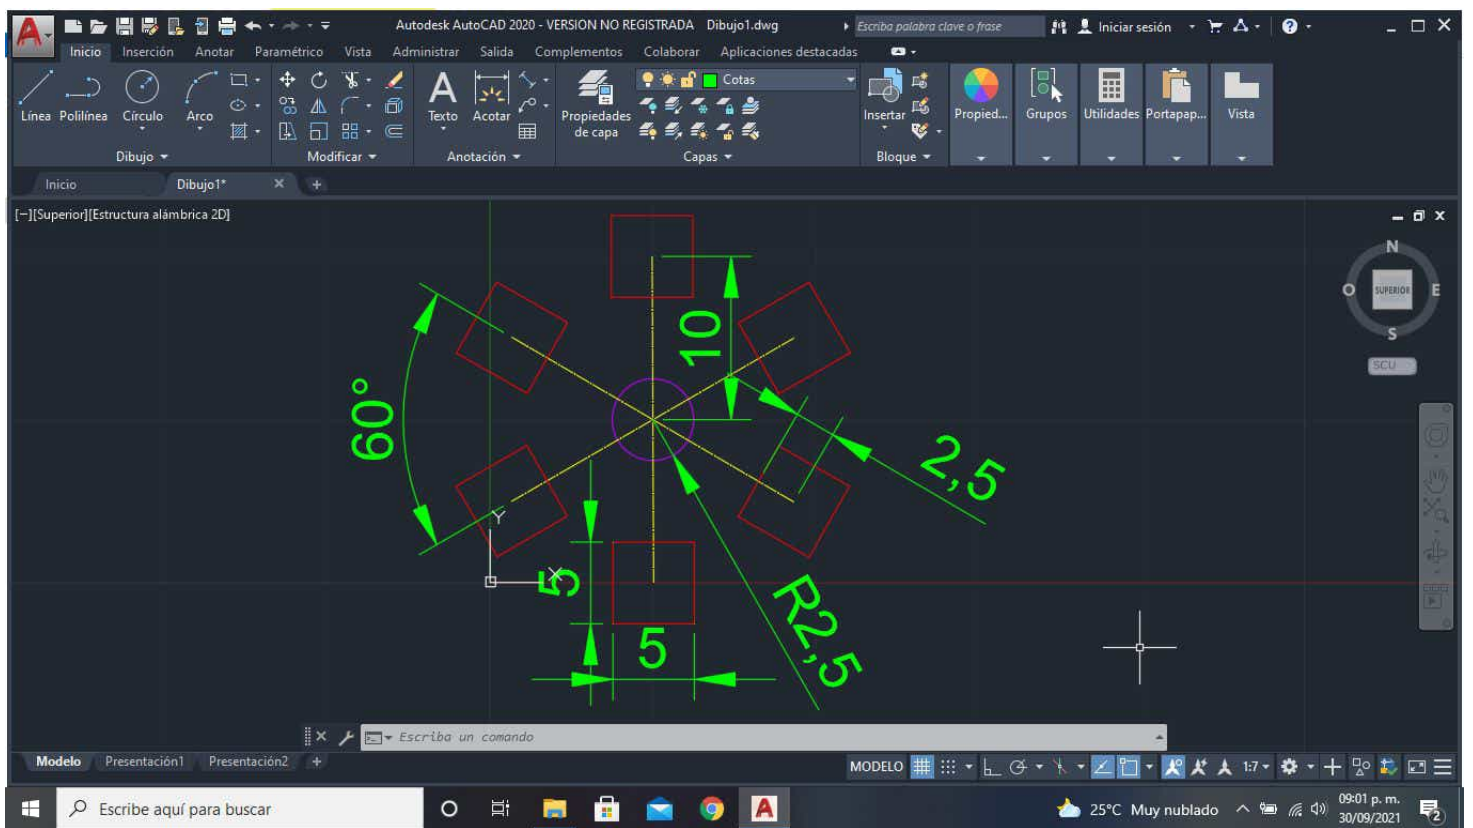 Autodesk AutoCAD 2020 - VERSION NO REGISTRADA Dibujo1.dwg
Escriba palabra clave o frase
Iniciar sesión
Inicio Inserción Anotar Paramétrico Vista Administrar Salida Complementos Colaborar Aplicaciones destacadas
Cotas
Línea Polilínea Círculo Arco
Texto Acotar
Propiedades de capa
Insertar
Propied...
Grupos
Utilidades
Portapap...
Vista
Dibujo
Modificar
Anotación
Capas
Bloque
Inicio
Dibujo1*
[−][Superior][Estructura alámbrica 2D]
N
O SUPERIOR E
S
SCU
10
60°
2,5
Y
X
5
5
R2,5
Escriba un comando
Modelo Presentación1 Presentación2 +
MODELO
1:7
Escribe aquí para buscar
25°C Muy nublado
09:01 p. m.
30/09/2021
2